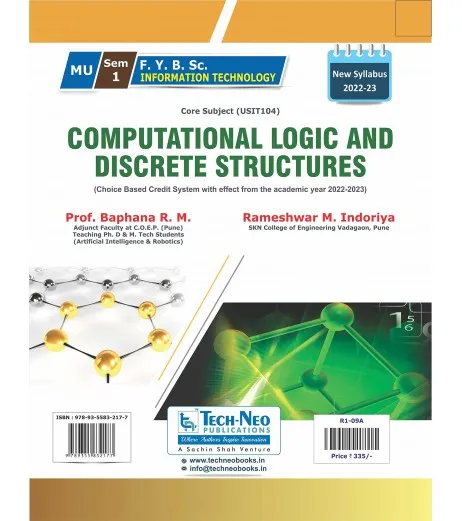 MU
Sem
1
F. Y. B. Sc.
INFORMATION TECHNOLOGY
New Syllabus
2022-23
Core Subject (USIT104)
COMPUTATIONAL LOGIC AND
DISCRETE STRUCTURES
(Choice Based Credit System with effect from the academic year 2022-2023)
Prof. Baphana R. M.
Adjunct Faculty at C.O.E.P. (Pune)
Teaching Ph. D & M. Tech Students
(Artificial Intelligence & Robotics)
Rameshwar M. Indoriya
SKN College of Engineering Vadagaon, Pune
ISBN : 978-93-5583-217-7
9789355832177
TECH-NEO
PUBLICATIONS
Where Authors Inspire Innovation
A Sachin Shah Venture
www.techneobooks.in
info@techneobooks.in
R1-09A
Price ₹ 335/-